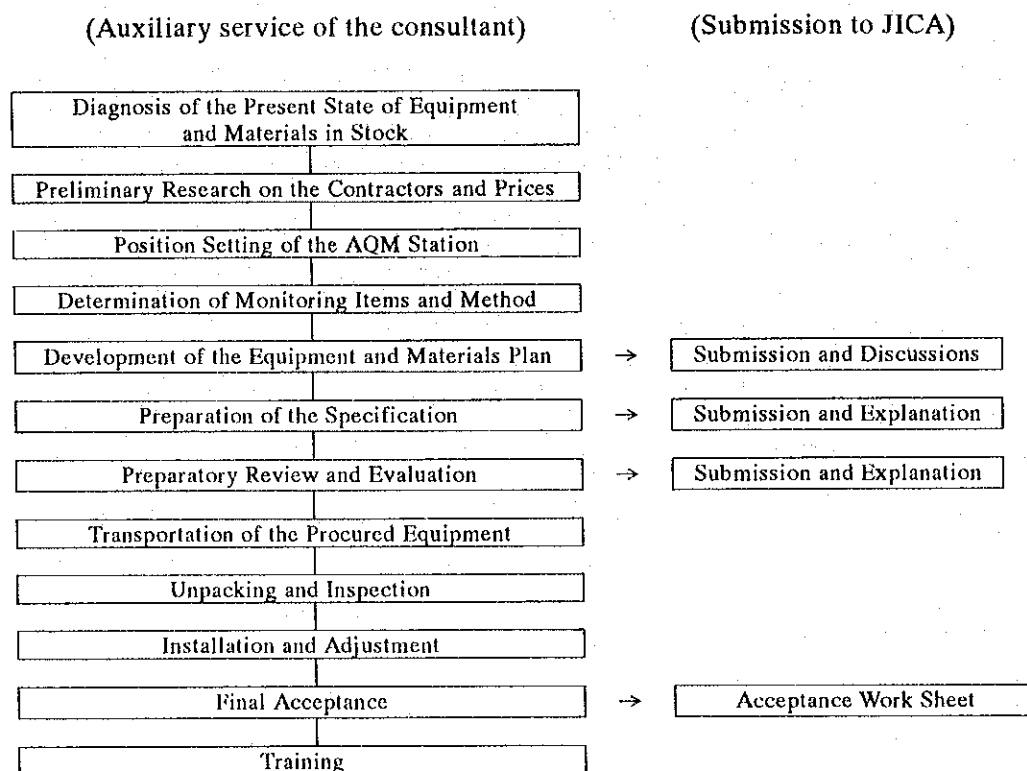 (Auxiliary service of the consultant) (Submission to JICA)
Diagnosis of the Present State of Equipment
and Materials in Stock
Preliminary Research on the Contractors and Prices
Position Setting of the AQM Station
Determination of Monitoring Items and Method
Development of the Equipment and Materials Plan → Submission and Discussions
Preparation of the Specification → Submission and Explanation
Preparatory Review and Evaluation → Submission and Explanation
Transportation of the Procured Equipment
Unpacking and Inspection
Installation and Adjustment
Final Acceptance → Acceptance Work Sheet
Training